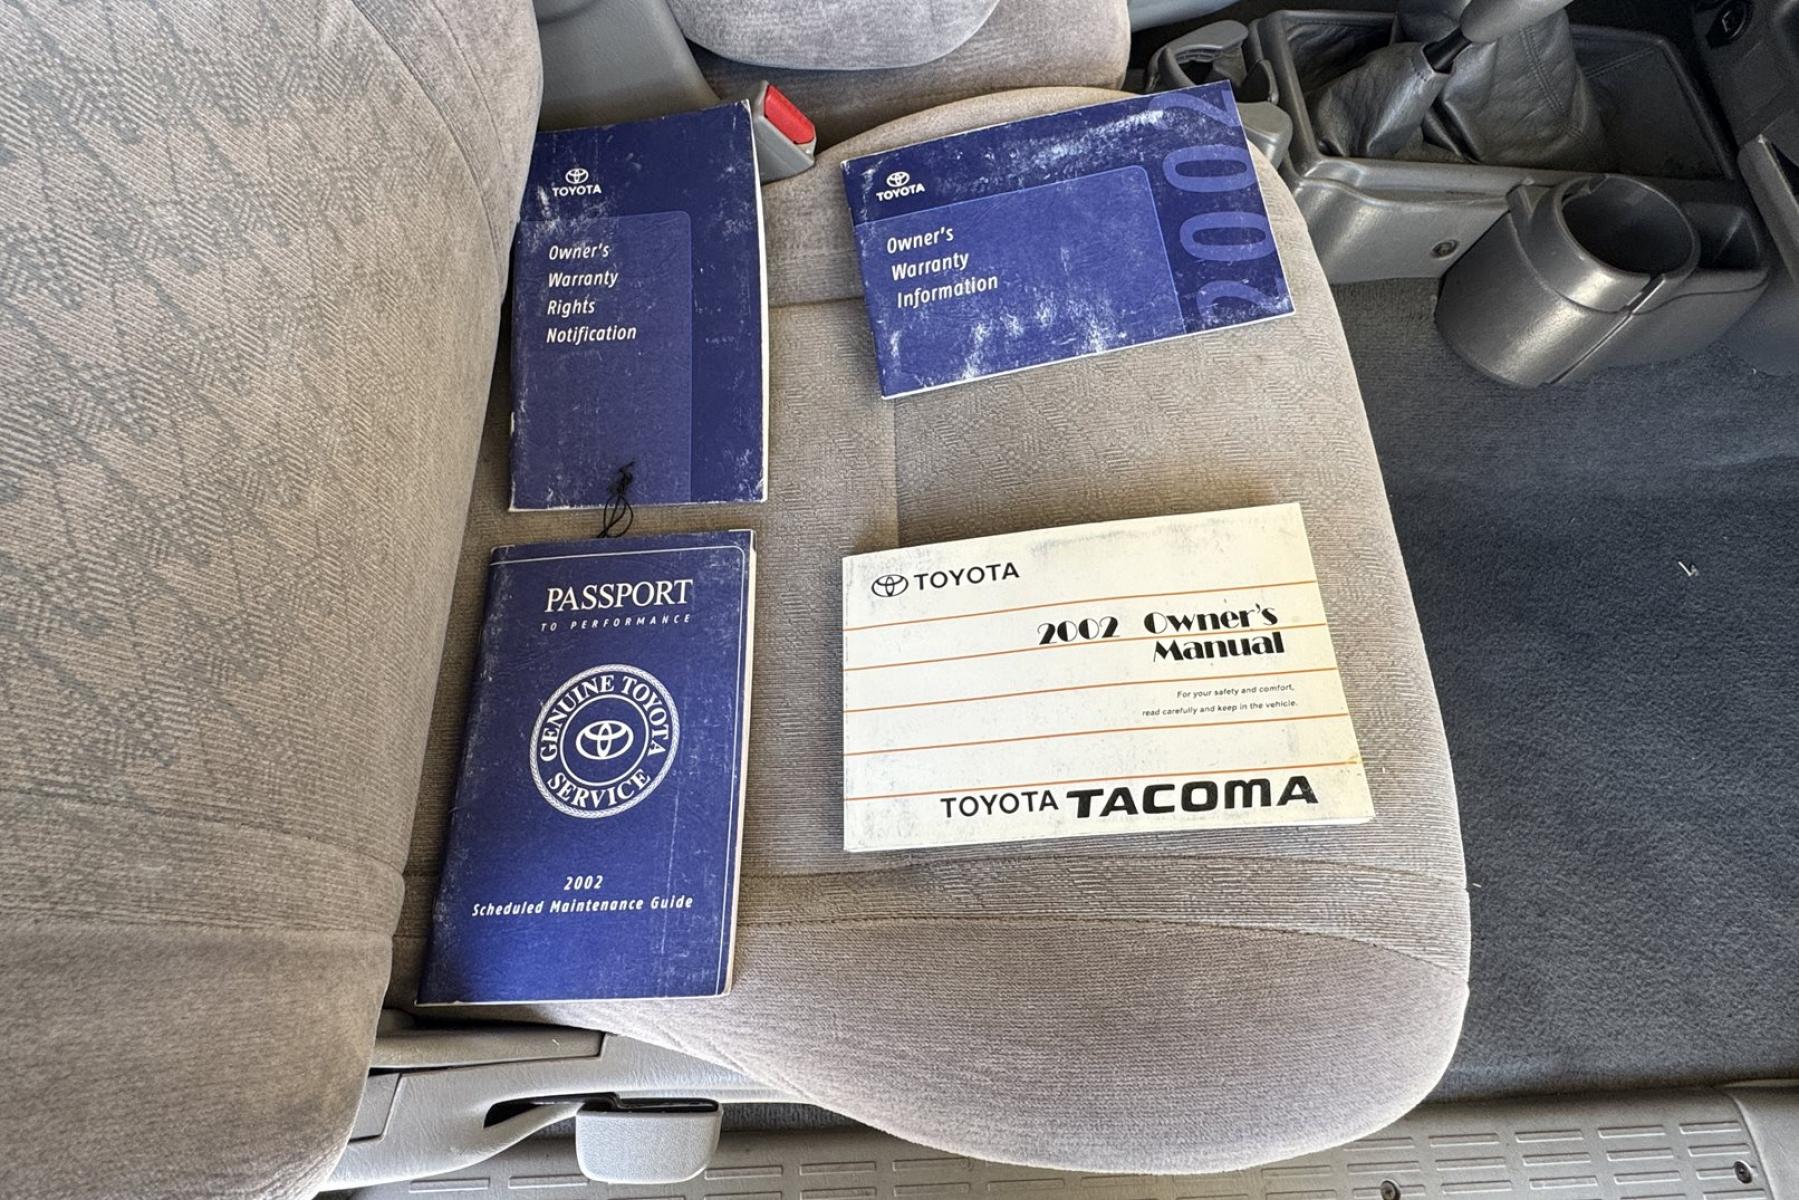 TOYOTA
Owner's
Warranty
Rights
Notification
TOYOTA
Owner's
Warranty
Information
2002
PASSPORT
TO PERFORMANCE
GENUINE TOYOTA
SERVICE
2002
Scheduled Maintenance Guide
TOYOTA
2002 Owner's
Manual
For your safety and comfort,
read carefully and keep in the vehicle.
TOYOTA TACOMA